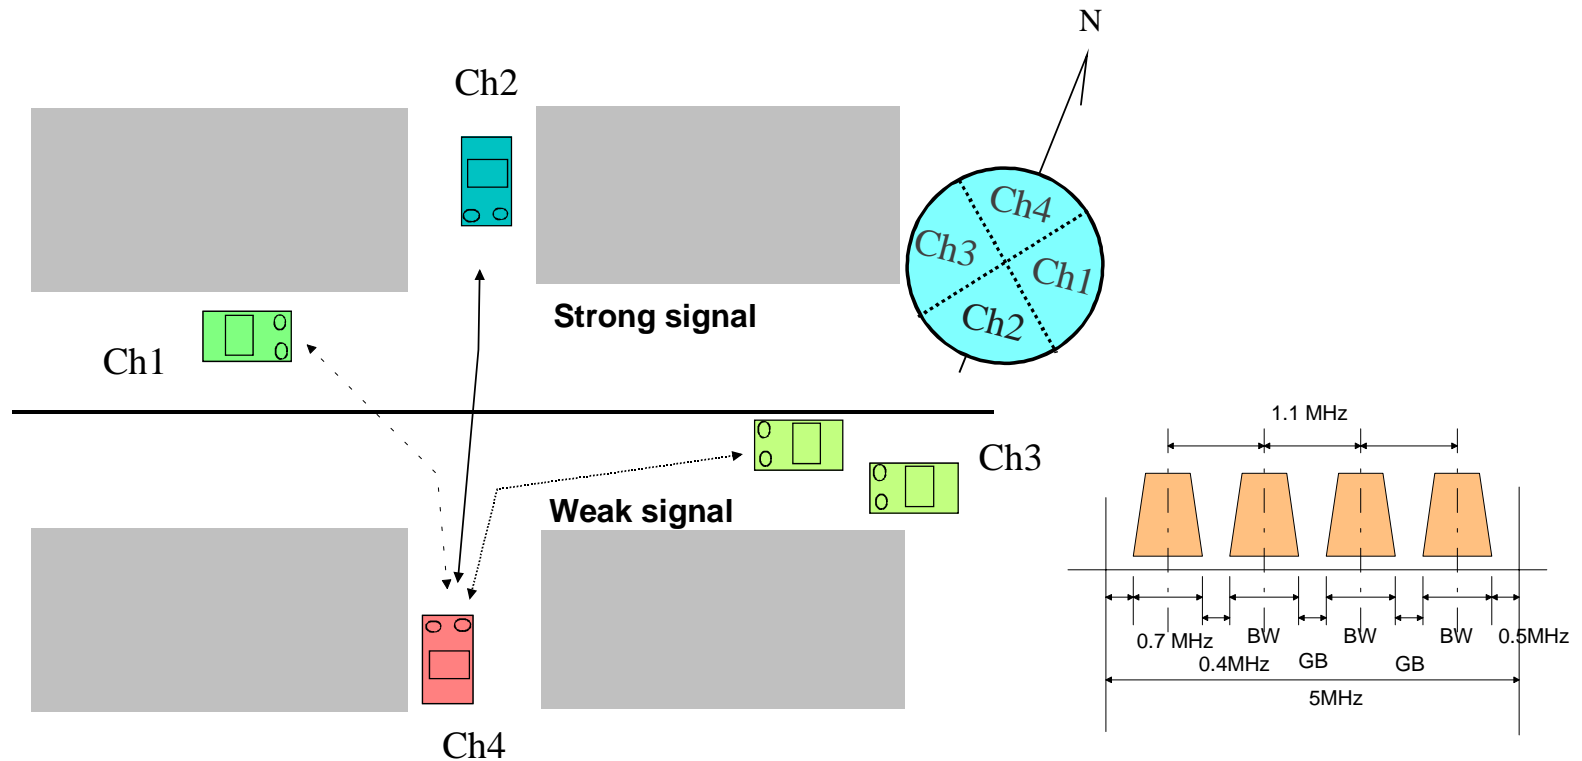 N
Ch2
Ch4
Ch3
Ch1
Ch2
Strong signal
Ch1
Ch3
Weak signal
Ch4
1.1 MHz
0.7 MHz
BW
BW
BW
0.5MHz
0.4MHz
GB
GB
5MHz